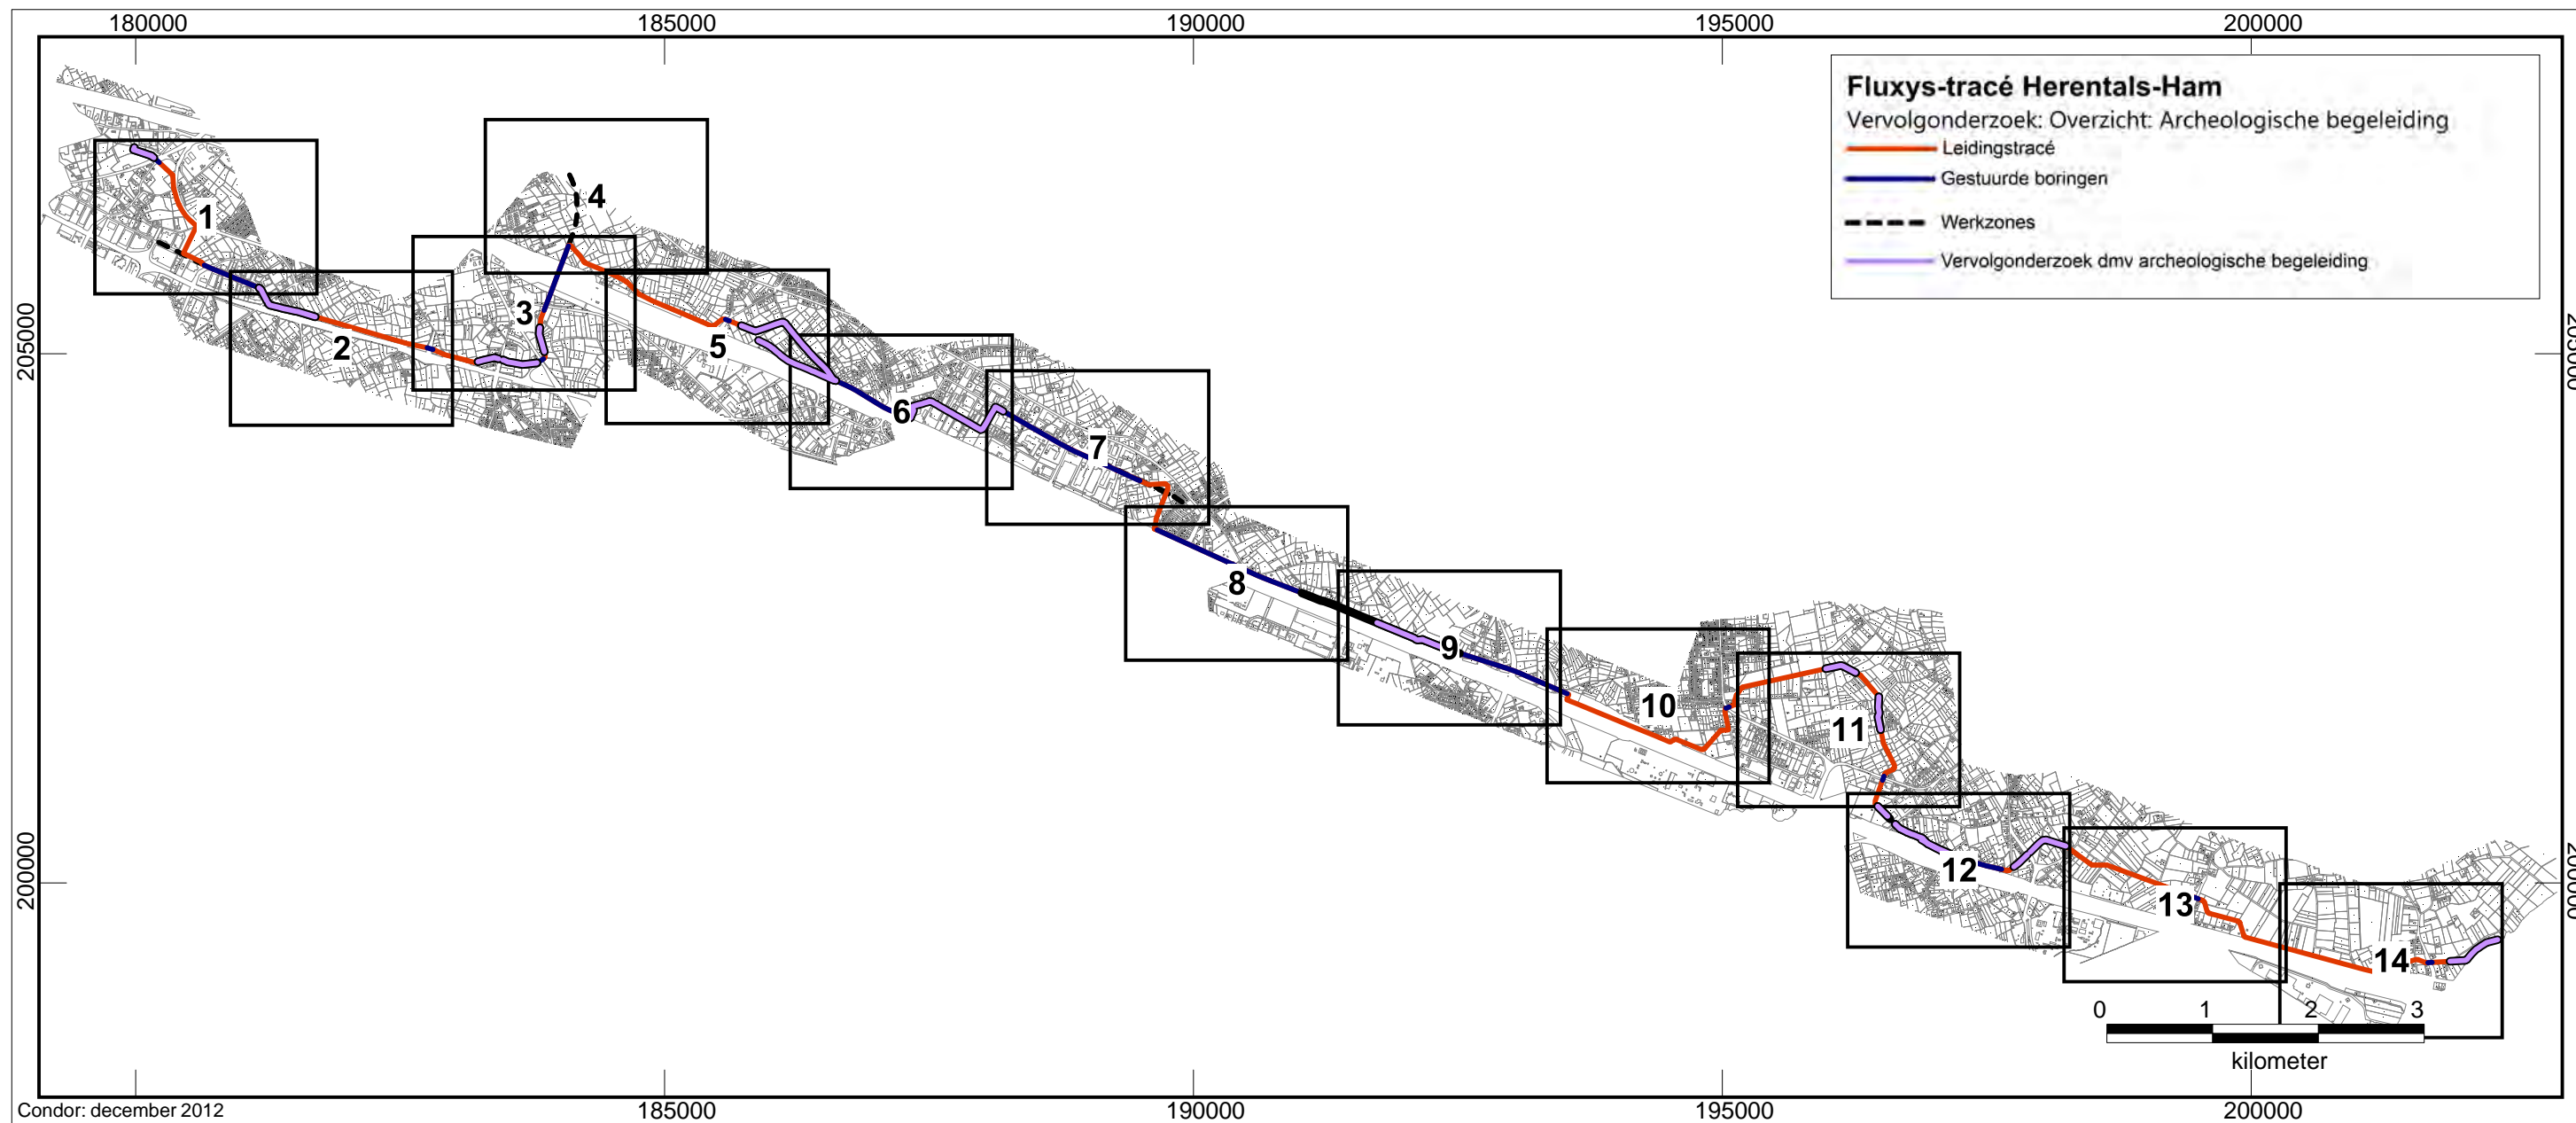 180000 185000 190000 195000 200000
Fluxys-tracé Herentals-Ham
Vervolgonderzoek: Overzicht: Archeologische begeleiding
Leidingstracé
Gestuurde boringen
Werkzones
Vervolgonderzoek dmv archeologische begeleiding
4
1
3
205000
2
5
6
7
8
9
10
11
200000
12
13
14
0 1 2 3
kilometer
Condor: december 2012
185000 190000 195000 200000